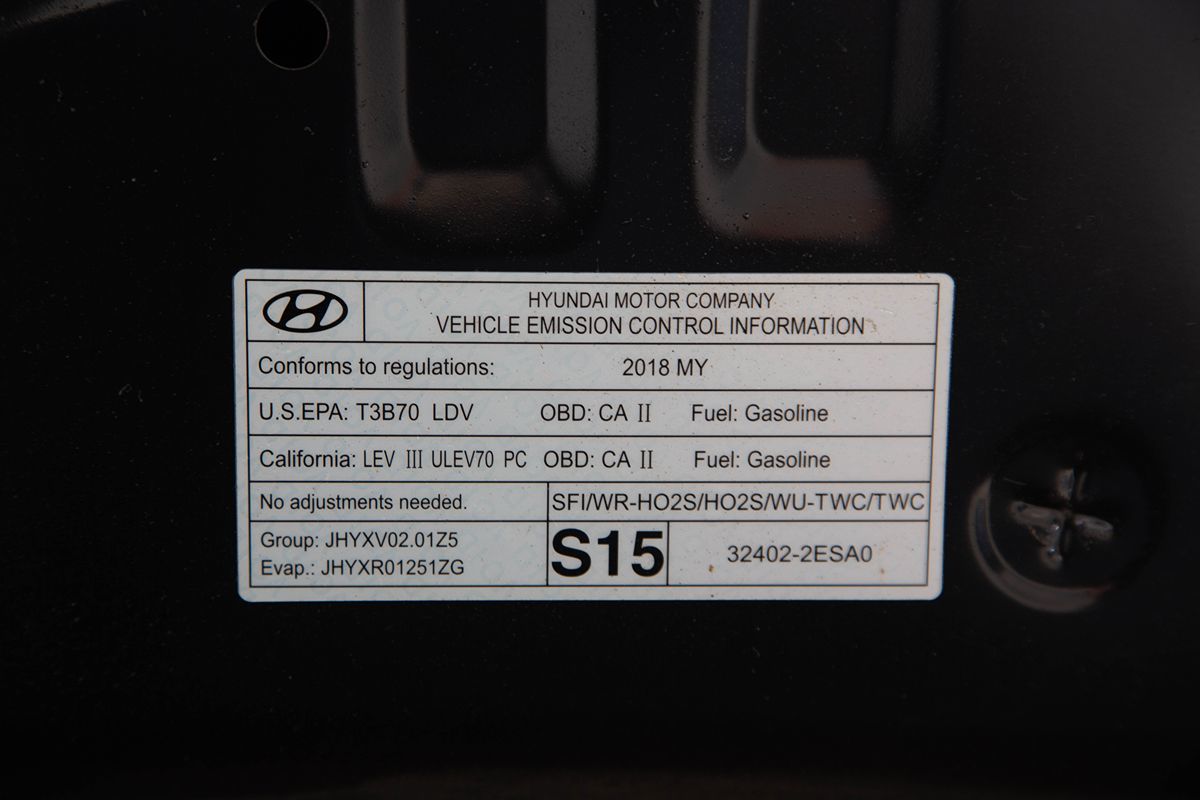 HYUNDAI MOTOR COMPANY
VEHICLE EMISSION CONTROL INFORMATION
Conforms to regulations: 2018 MY
U.S.EPA: T3B70 LDV OBD: CA II Fuel: Gasoline
California: LEV III ULEV70 PC OBD: CA II Fuel: Gasoline
No adjustments needed. SFI/WR-HO2S/HO2S/WU-TWC/TWC
Group: JHYXV02.01Z5
Evap.: JHYXR01251ZG
S15
32402-2ESA0